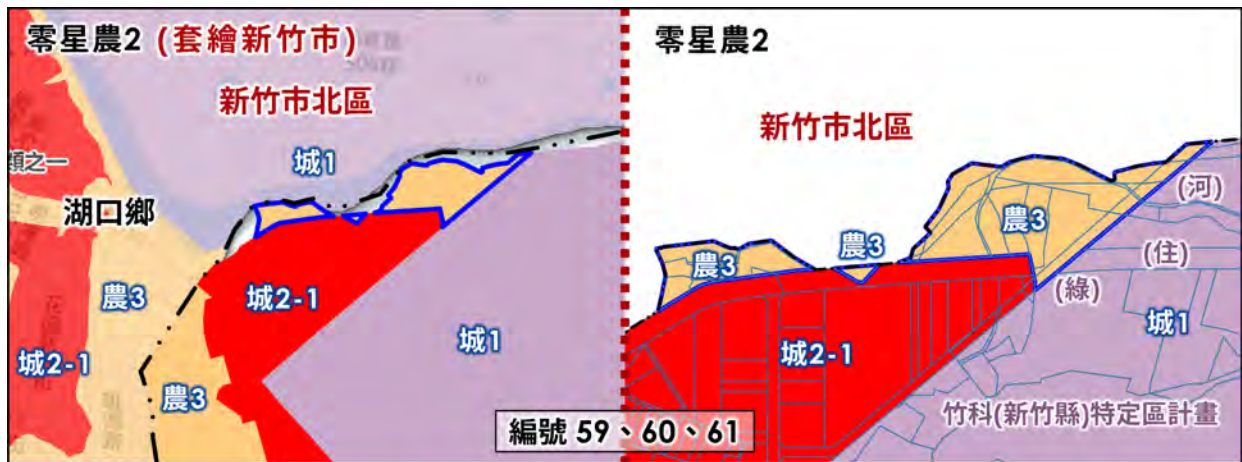 零星農2 (套繪新竹市)
新竹市北區
城1
類之一
湖口鄉
農3
城2-1
城2-1
城1
農3
零星農2
新竹市北區
(河)
農3
農3
農3
(住)
(綠)
城1
城2-1
竹科(新竹縣)特定區計畫
編號 59、60、61